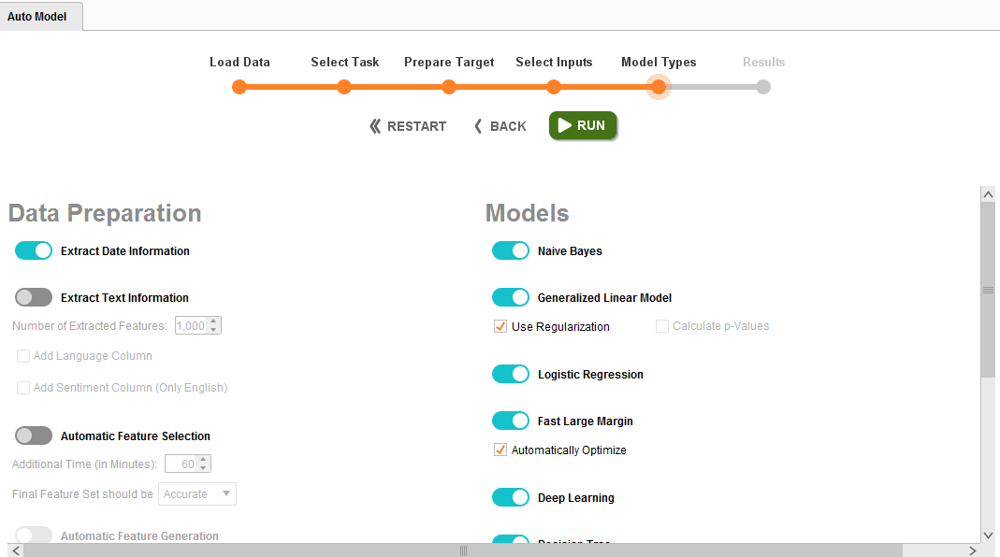 Auto Model
Load Data
Select Task
Prepare Target
Select Inputs
Model Types
Results
RESTART
BACK
RUN
Data Preparation
Extract Date Information
Extract Text Information
Number of Extracted Features: 1,000
Add Language Column
Add Sentiment Column (Only English)
Automatic Feature Selection
Additional Time (in Minutes): 60
Final Feature Set should be Accurate
Automatic Feature Generation
Models
Naive Bayes
Generalized Linear Model
Use Regularization
Calculate p-Values
Logistic Regression
Fast Large Margin
Automatically Optimize
Deep Learning
Decision Tree